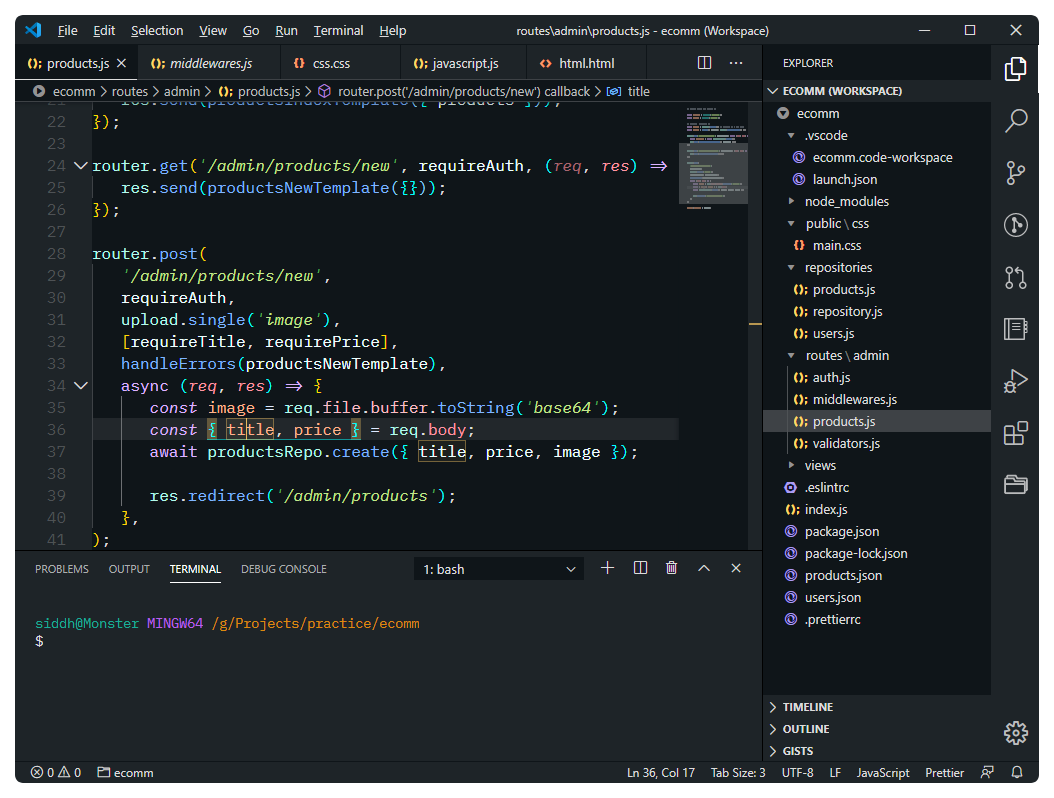 File Edit Selection View Go Run Terminal Help routes\admin\products.js - ecomm (Workspace)
(); products.js (); middlewares.js {} css.css (); javascript.js <> html.html ...
ecomm > routes > admin > (); products.js > router.post('/admin/products/new') callback > title
21 res.send(productsIndexTemplate({ products }));
22 });
23
24 router.get('/admin/products/new', requireAuth, (req, res) =>
25 res.send(productsNewTemplate({}));
26 });
27
28 router.post(
29 '/admin/products/new',
30 requireAuth,
31 upload.single('image'),
32 [requireTitle, requirePrice],
33 handleErrors(productsNewTemplate),
34 async (req, res) => {
35 const image = req.file.buffer.toString('base64');
36 const { title, price } = req.body;
37 await productsRepo.create({ title, price, image });
38
39 res.redirect('/admin/products');
40 },
41 );
PROBLEMS OUTPUT TERMINAL DEBUG CONSOLE 1: bash
siddh@Monster MINGW64 /g/Projects/practice/ecomm
$
EXPLORER
ECOMM (WORKSPACE)
ecomm
.vscode
ecomm.code-workspace
launch.json
node_modules
public \ css
{} main.css
repositories
(); products.js
(); repository.js
(); users.js
routes \ admin
(); auth.js
(); middlewares.js
(); products.js
(); validators.js
views
.eslintrc
(); index.js
package.json
package-lock.json
products.json
users.json
.prettierrc
TIMELINE
OUTLINE
GISTS
0 0 ecomm Ln 36, Col 17 Tab Size: 3 UTF-8 LF JavaScript Prettier